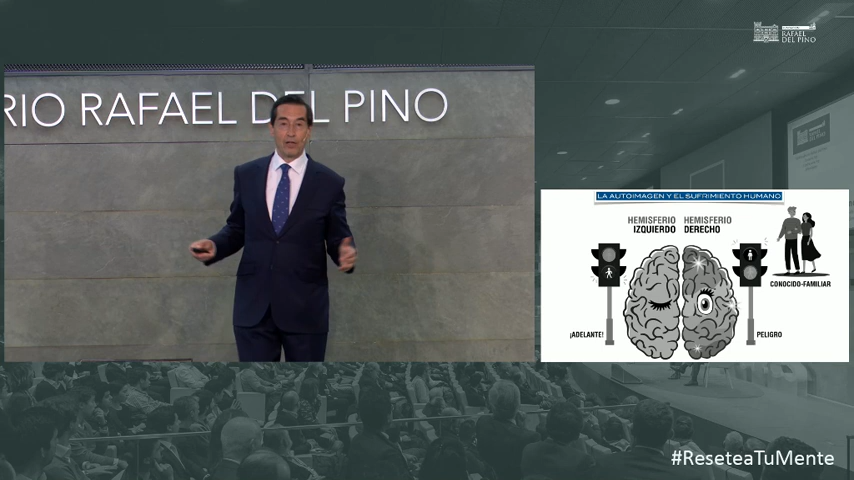 RAFAEL
DEL PINO
RIO RAFAEL DEL PINO
LA AUTOIMAGEN Y EL SUFRIMIENTO HUMANO
HEMISFERIO
IZQUIERDO
HEMISFERIO
DERECHO
CONOCIDO-FAMILIAR
¡ADELANTE!
PELIGRO
#ReseteaTuMente